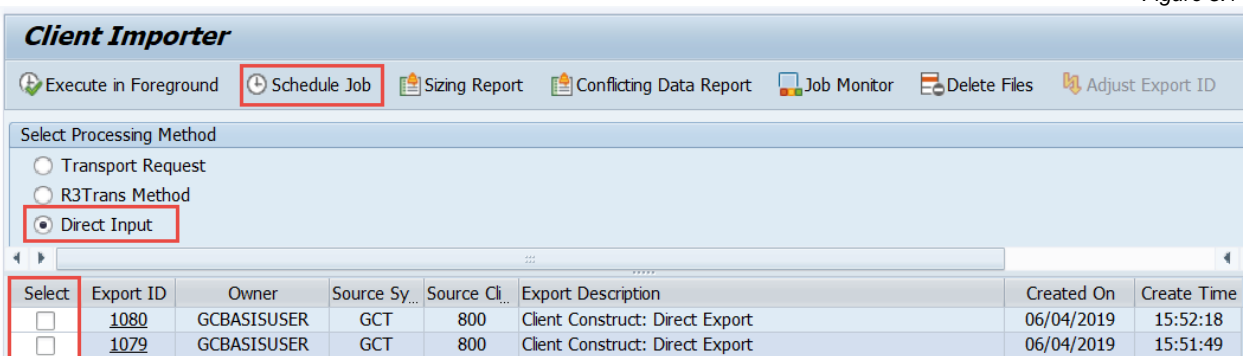 Client Importer
Execute in Foreground Schedule Job Sizing Report Conflicting Data Report Job Monitor Delete Files Adjust Export ID
Select Processing Method
Transport Request
R3Trans Method
Direct Input
Select Export ID Owner Source Sy... Source Cli... Export Description Created On Create Time
1080 GCBASISUSER GCT 800 Client Construct: Direct Export 06/04/2019 15:52:18
1079 GCBASISUSER GCT 800 Client Construct: Direct Export 06/04/2019 15:51:49